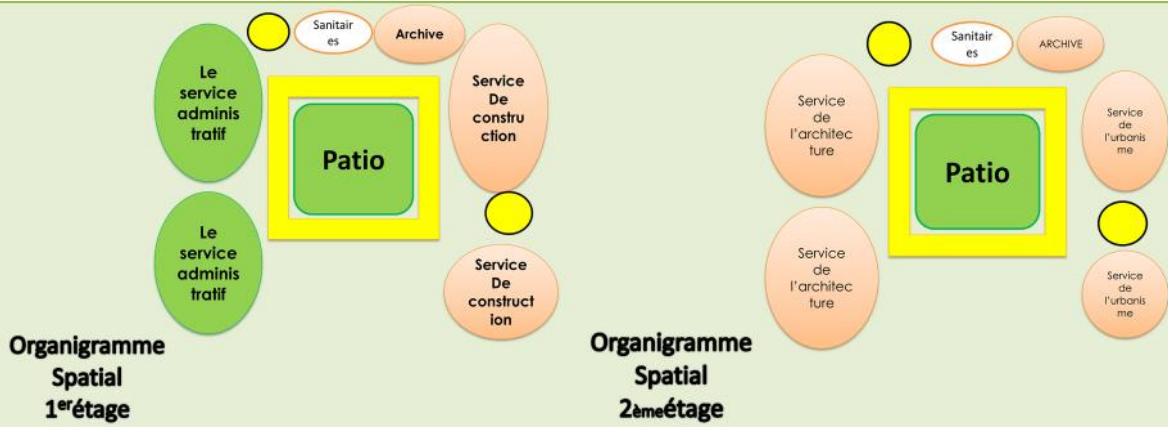 Sanitair
es
Archive
Le
service
adminis
tratif
Service
De
constru
ction
Patio
Le
service
adminis
tratif
Service
De
construct
ion
Organigramme
Spatial
1erétage
Sanitair
es
ARCHIVE
Service
de
l'architec
ture
Service
de
l'urbanis
me
Patio
Service
de
l'architec
ture
Service
de
l'urbanis
me
Organigramme
Spatial
2èmeétage